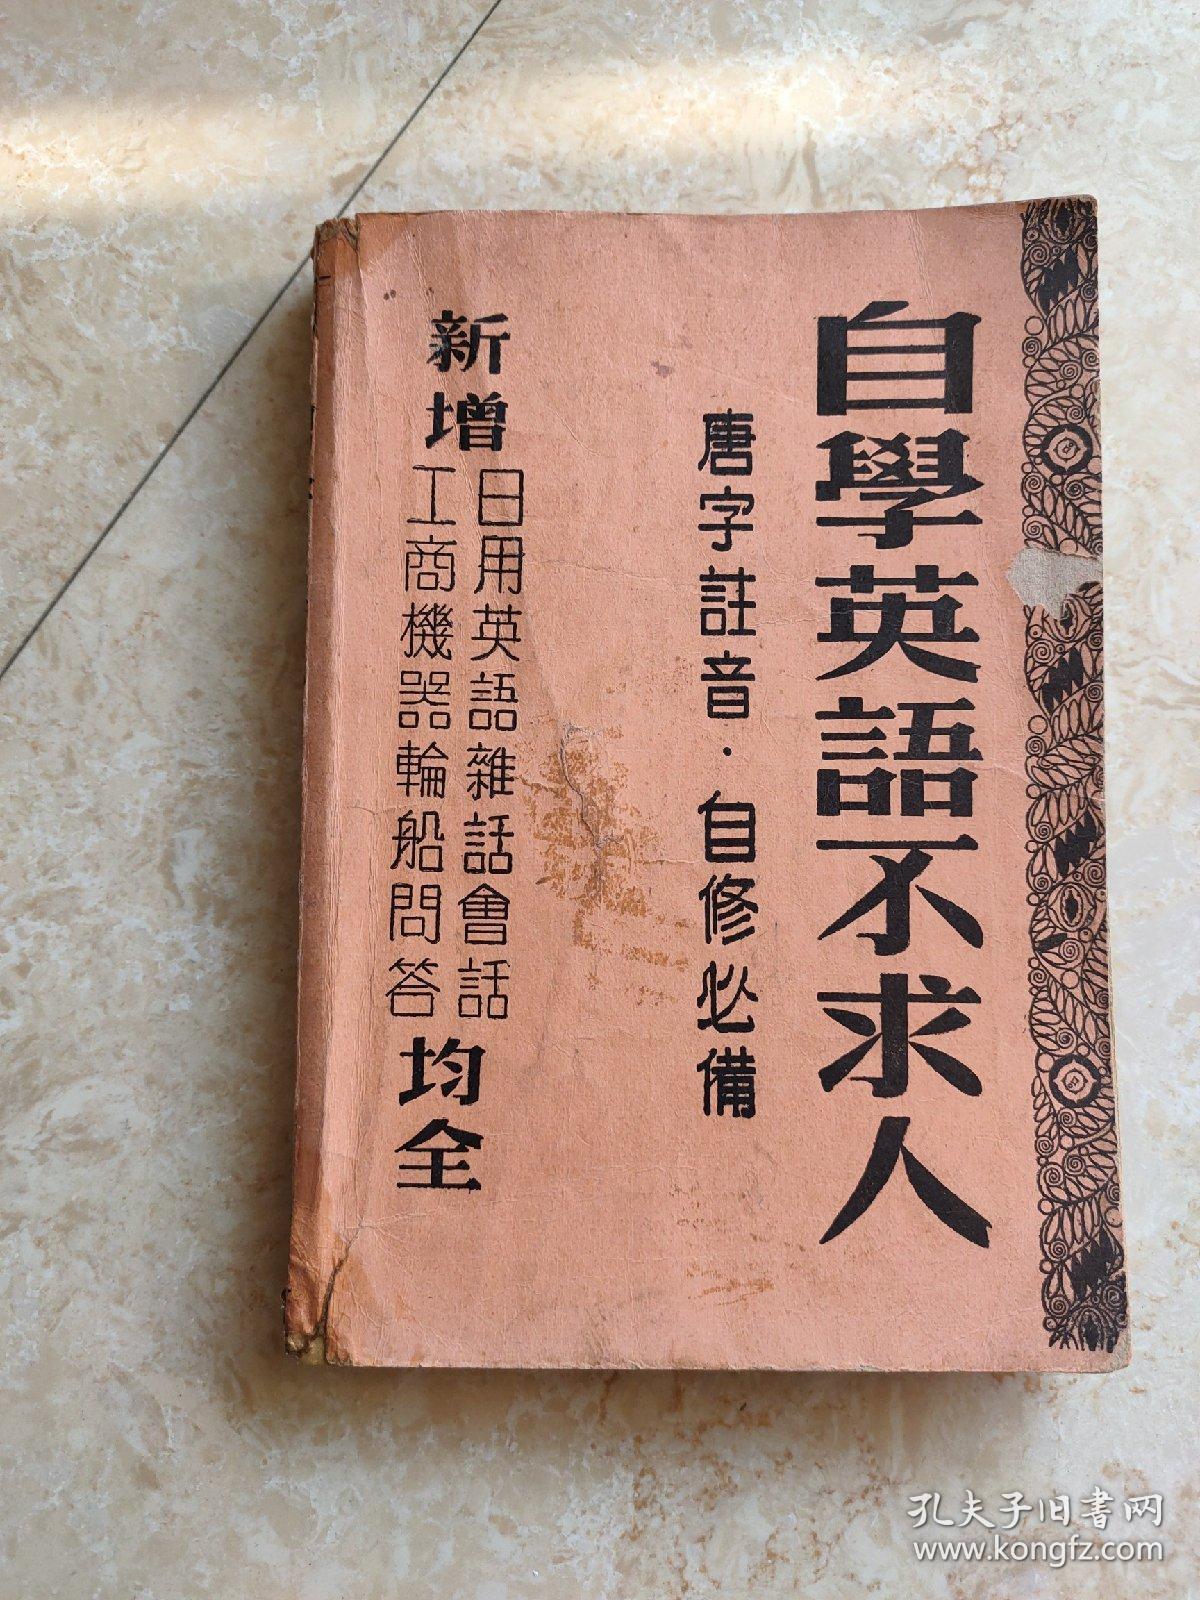 自學英語不求人
唐字註音·自修必備
新增
日用英語雜話會話
工商機器輪船問答
均全
孔夫子旧书网
www.kongfz.com